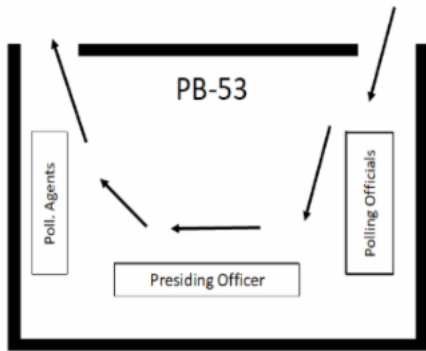 PB-53
Poll. Agents
Polling Officials
Presiding Officer